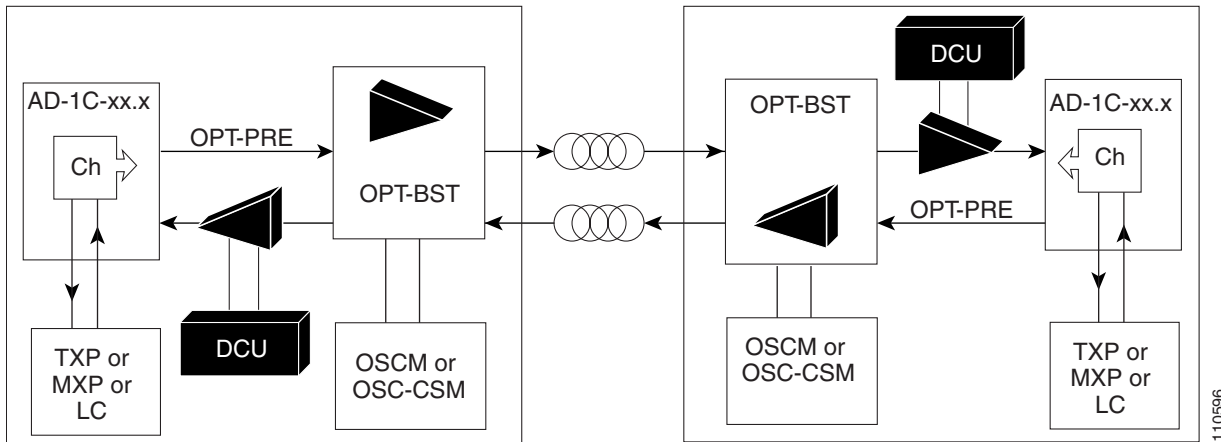 AD-1C-xx.x
Ch
OPT-PRE
OPT-BST
TXP or
MXP or
LC
DCU
OSCM or
OSC-CSM
OPT-BST
DCU
AD-1C-xx.x
Ch
OPT-PRE
OSCM or
OSC-CSM
TXP or
MXP or
LC
110596